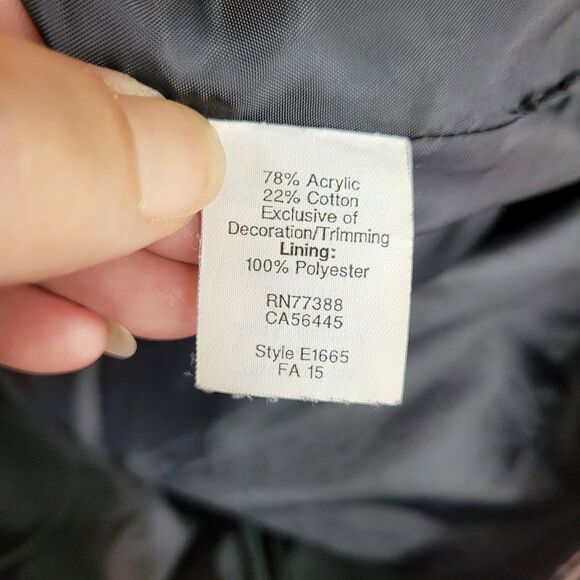 78% Acrylic
22% Cotton
Exclusive of
Decoration/Trimming
Lining:
100% Polyester
RN77388
CA56445
Style E1665
FA 15